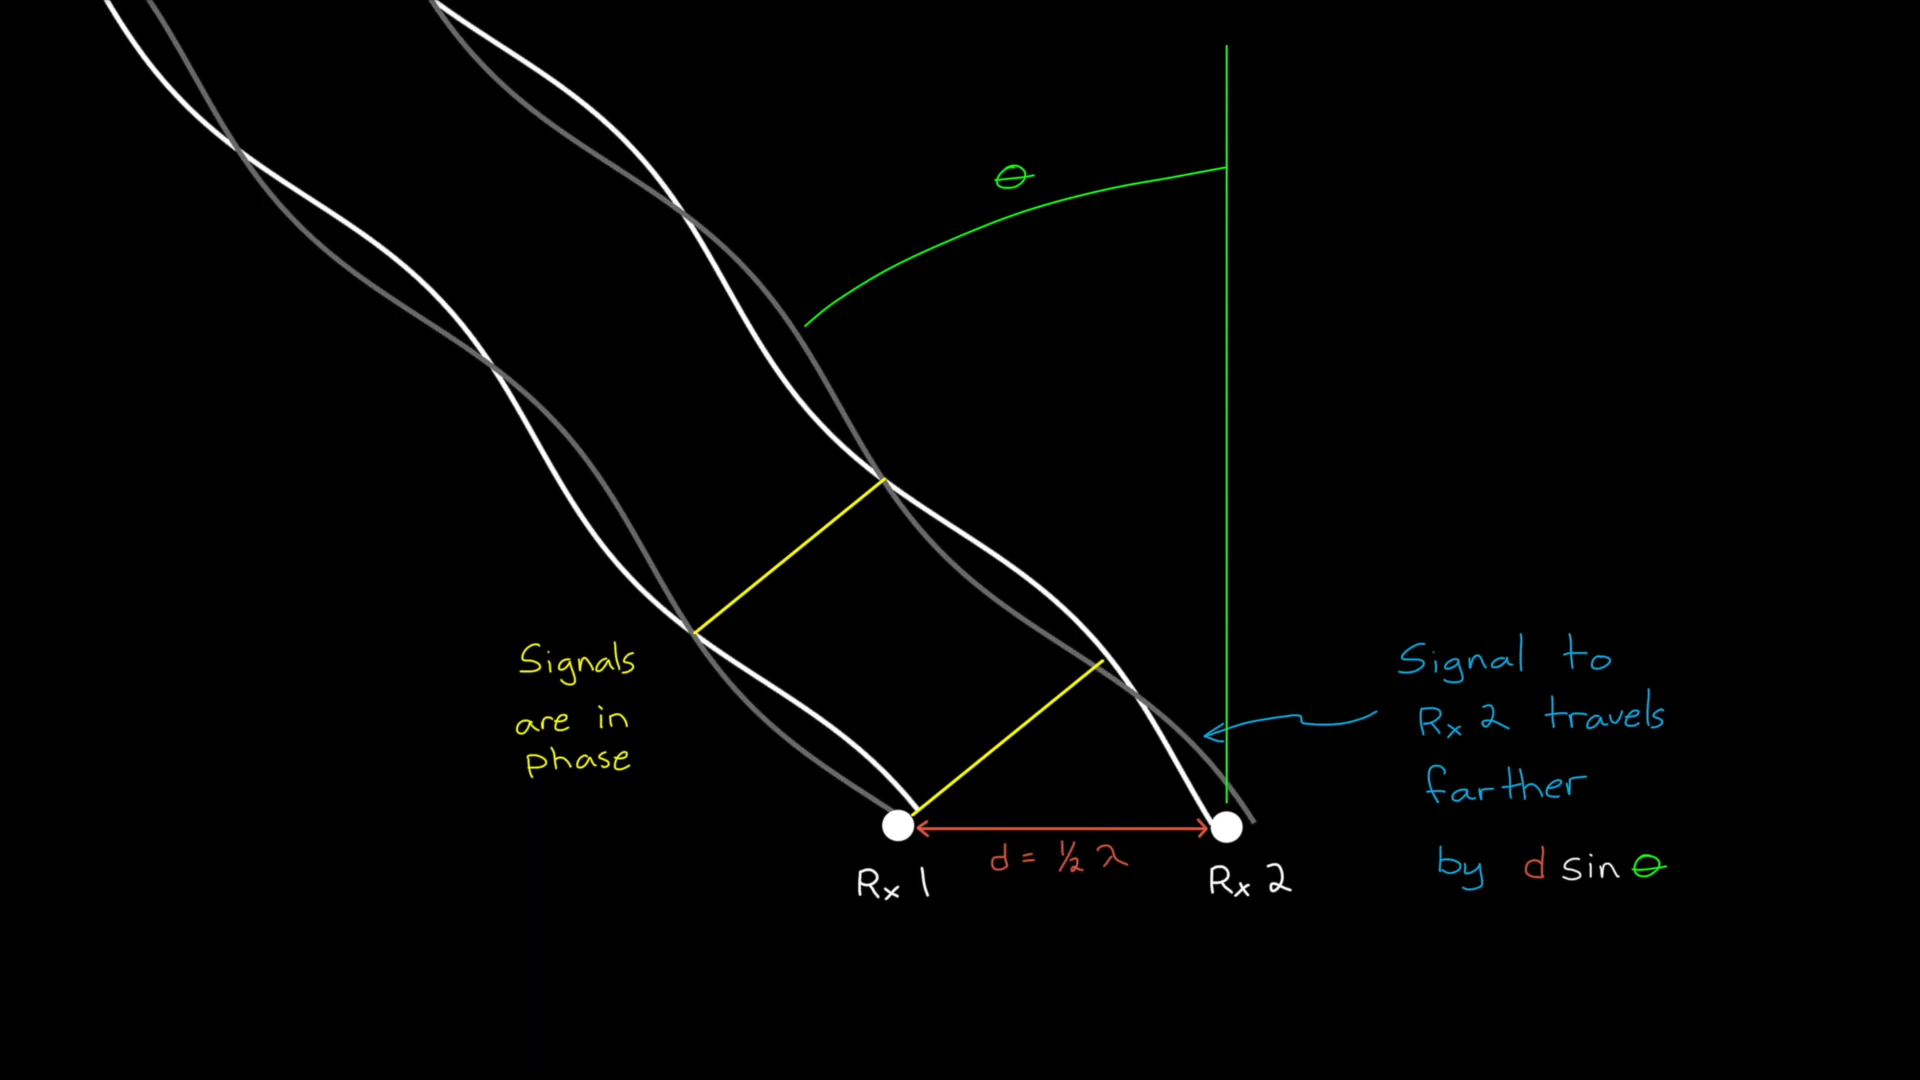 θ
Signals
are in
phase
Signal to
Rx 2 travels
farther
by d sin θ
d = ½ λ
Rx 1
Rx 2